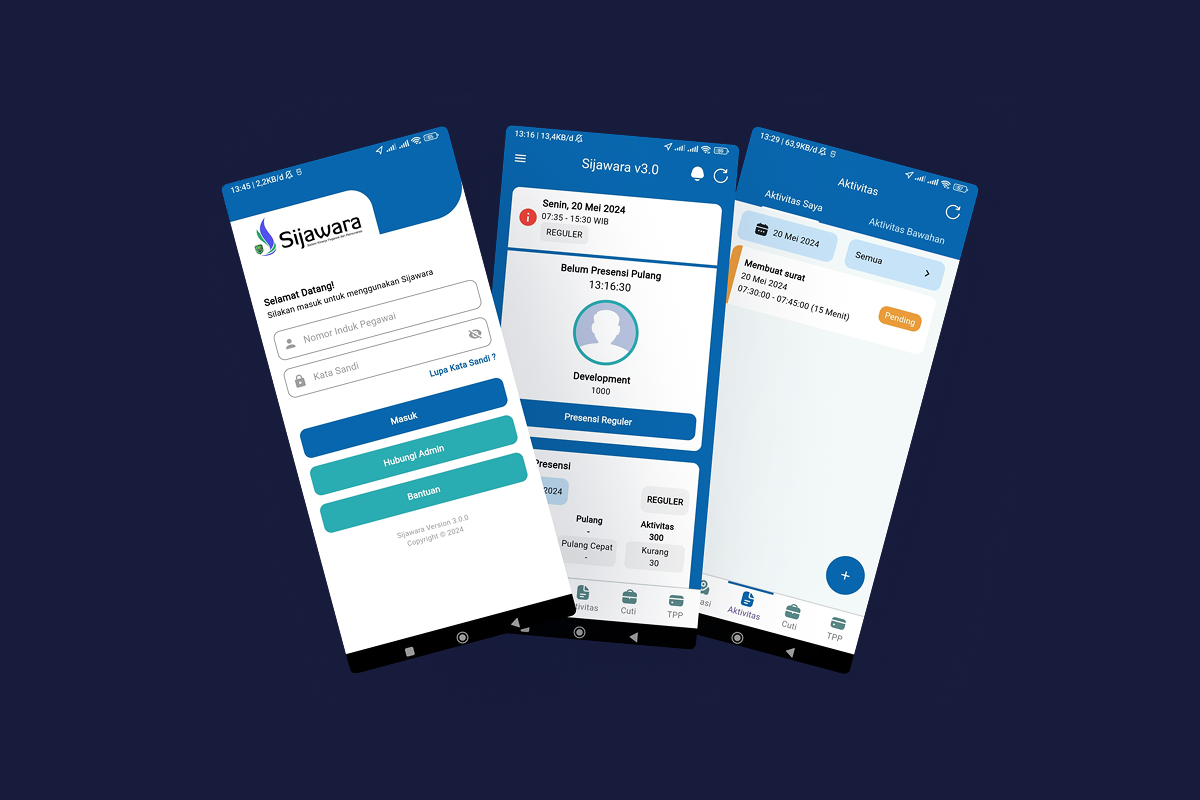 13:45 | 2,2KB/d
Sijawara
Selamat Datang!
Silakan masuk untuk menggunakan Sijawara
Nomor Induk Pegawai
Kata Sandi
Lupa Kata Sandi ?
Masuk
Hubungi Admin
Bantuan
Sijawara Version 3.0.0
Copyright © 2024
13:16 | 13,4KB/d
Sijawara v3.0
Senin, 20 Mei 2024
07:35 - 15:30 WIB
REGULER
Belum Presensi Pulang
13:16:30
Development
1000
Presensi Reguler
Presensi
2024
REGULER
Pulang
-
Aktivitas
300
Pulang Cepat
-
Kurang
30
tivitas
Cuti
TPP
13:29 | 63,9KB/d
Aktivitas
Aktivitas Saya
Aktivitas Bawahan
20 Mei 2024
Semua
Membuat surat
20 Mei 2024
07:30:00 - 07:45:00 (15 Menit)
Pending
+
asi
Aktivitas
Cuti
TPP